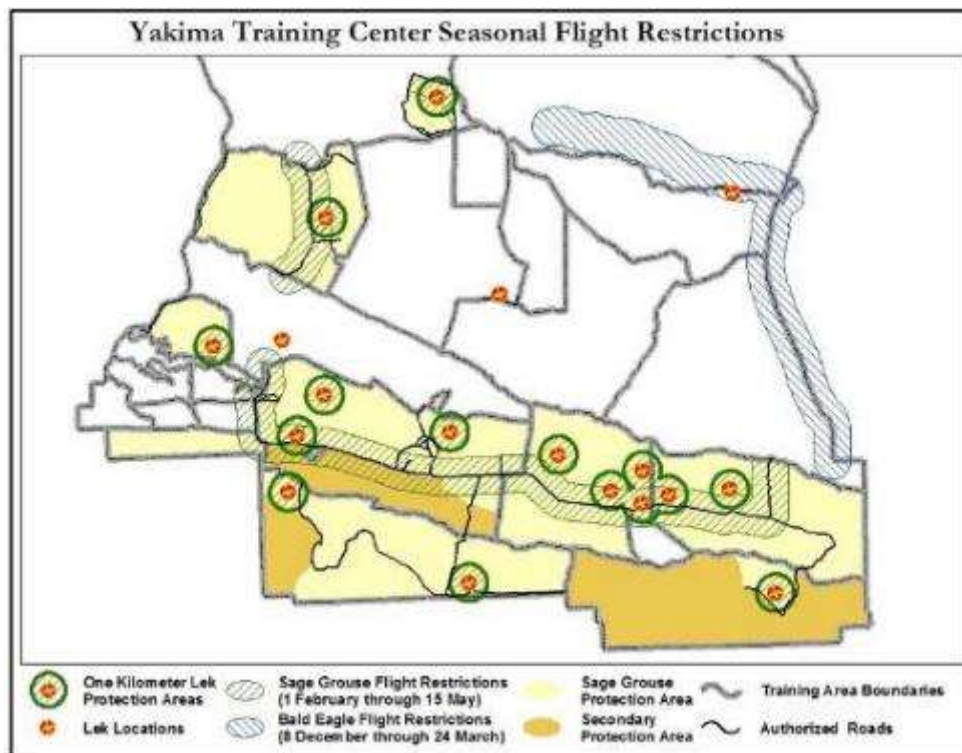 Yakima Training Center Seasonal Flight Restrictions
One Kilometer Lek
Protection Areas
Lek Locations
Sage Grouse Flight Restrictions
(1 February through 15 May)
Bald Eagle Flight Restrictions
(8 December through 24 March)
Sage Grouse
Protection Area
Secondary
Protection Area
Training Area Boundaries
Authorized Roads